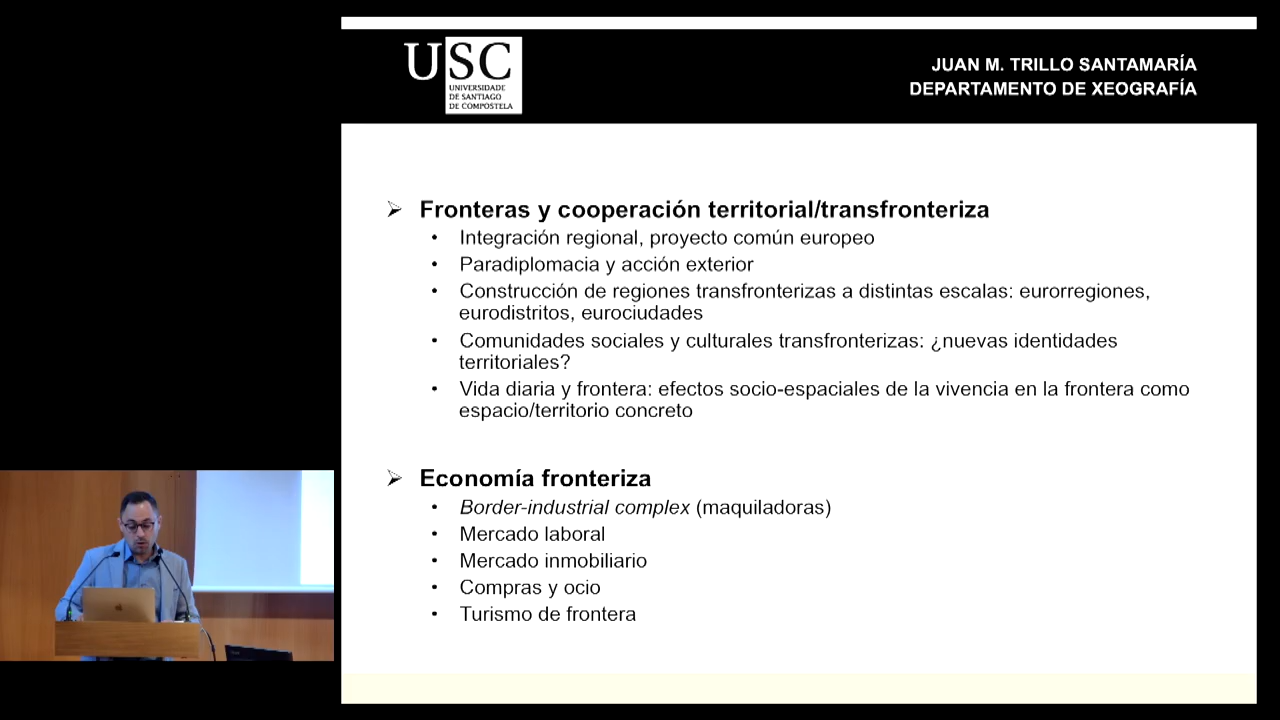 USC
UNIVERSIDADE
DE SANTIAGO
DE COMPOSTELA
JUAN M. TRILLO SANTAMARÍA
DEPARTAMENTO DE XEOGRAFÍA
➢ Fronteras y cooperación territorial/transfronteriza
• Integración regional, proyecto común europeo
• Paradiplomacia y acción exterior
• Construcción de regiones transfronterizas a distintas escalas: eurorregiones,
eurodistritos, eurociudades
• Comunidades sociales y culturales transfronterizas: ¿nuevas identidades
territoriales?
• Vida diaria y frontera: efectos socio-espaciales de la vivencia en la frontera como
espacio/territorio concreto
➢ Economía fronteriza
• Border-industrial complex (maquiladoras)
• Mercado laboral
• Mercado inmobiliario
• Compras y ocio
• Turismo de frontera